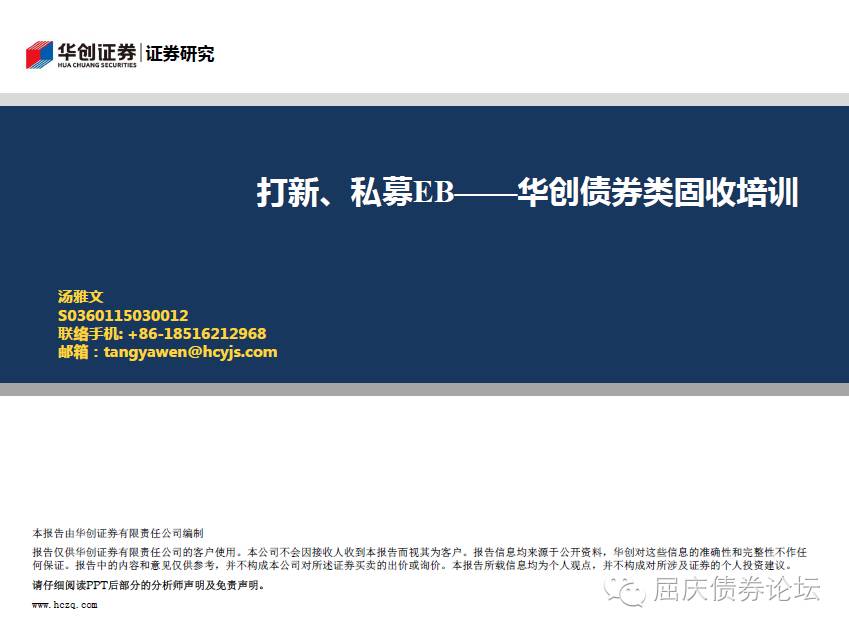 华创证券 证券研究
HUA CHUANG SECURITIES
打新、私募EB——华创债券类固收培训
汤雅文
S0360115030012
联络手机: +86-18516212968
邮箱：tangyawen@hcyjs.com
本报告由华创证券有限责任公司编制
报告仅供华创证券有限责任公司的客户使用。本公司不会因接收人收到本报告而视其为客户。报告信息均来源于公开资料，华创对这些信息的准确性和完整性不作任
何保证。报告中的内容和意见仅供参考，并不构成本公司对所述证券买卖的出价或询价。本报告所载信息均为个人观点，并不构成对所涉及证券的个人投资建议。
请仔细阅读PPT后部分的分析师声明及免责声明。
www.hczq.com
屈庆债券论坛